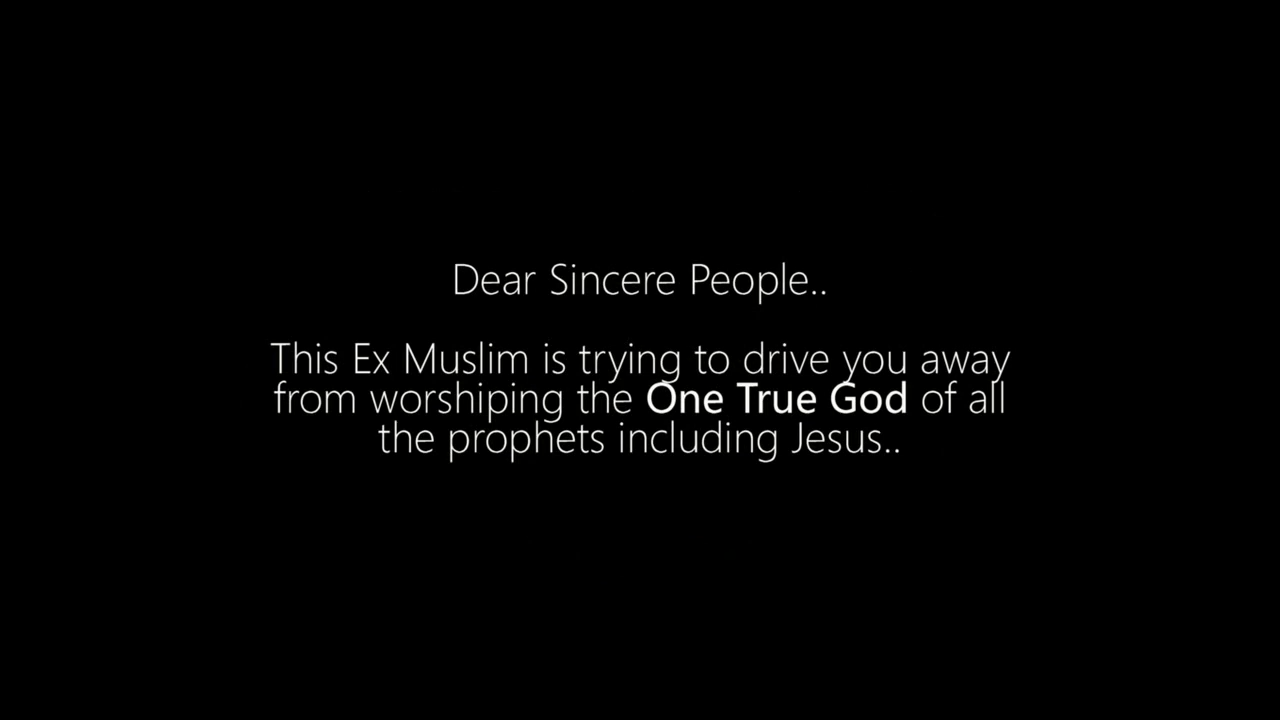 Dear Sincere People..
This Ex Muslim is trying to drive you away
from worshiping the One True God of all
the prophets including Jesus..